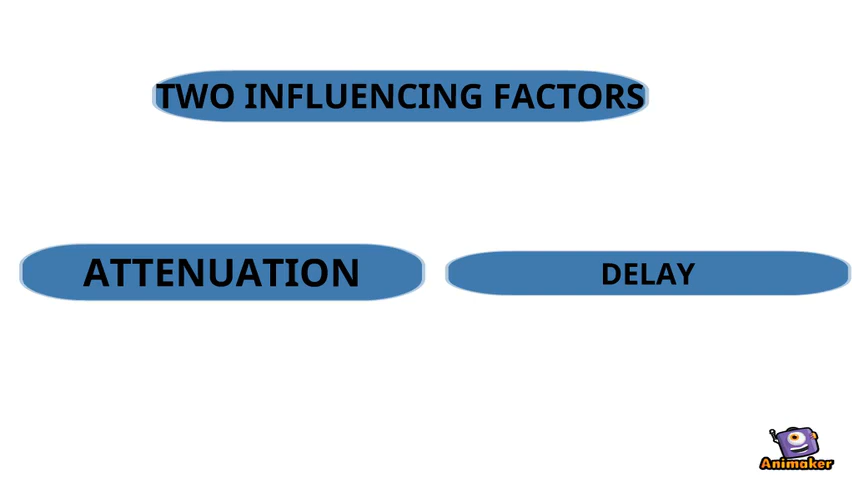 TWO INFLUENCING FACTORS
ATTENUATION
DELAY
Animaker